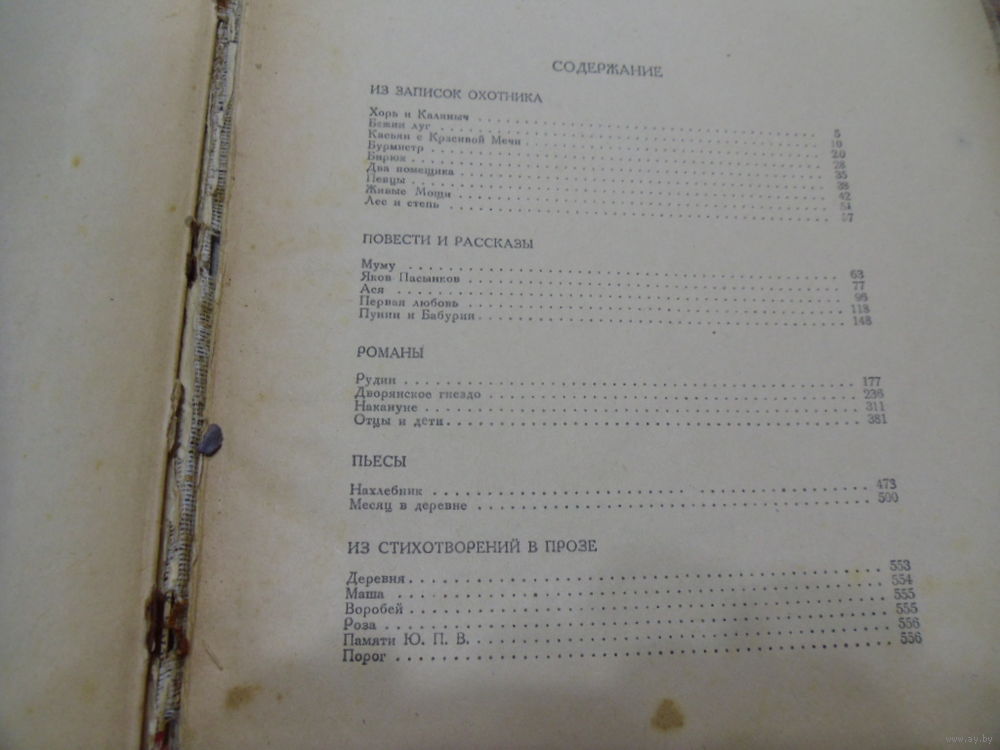 СОДЕРЖАНИЕ
ИЗ ЗАПИСОК ОХОТНИКА
Хорь и Калиныч . . . 5
Бежин луг . . . 10
Касьян с Красивой Мечи . . . 20
Бурмистр . . . 28
Бирюк . . . 35
Два помещика . . . 38
Певцы . . . 42
Живые Мощи . . . 51
Лес и степь . . . 57
ПОВЕСТИ И РАССКАЗЫ
Муму . . . 63
Яков Пасынков . . . 77
Ася . . . 96
Первая любовь . . . 118
Пунин и Бабурин . . . 148
РОМАНЫ
Рудин . . . 177
Дворянское гнездо . . . 236
Накануне . . . 311
Отцы и дети . . . 381
ПЬЕСЫ
Нахлебник . . . 473
Месяц в деревне . . . 500
ИЗ СТИХОТВОРЕНИЙ В ПРОЗЕ
Деревня . . . 553
Маша . . . 554
Воробей . . . 555
Роза . . . 555
Памяти Ю. П. В. . . . 556
Порог . . . 556
www.ay.by